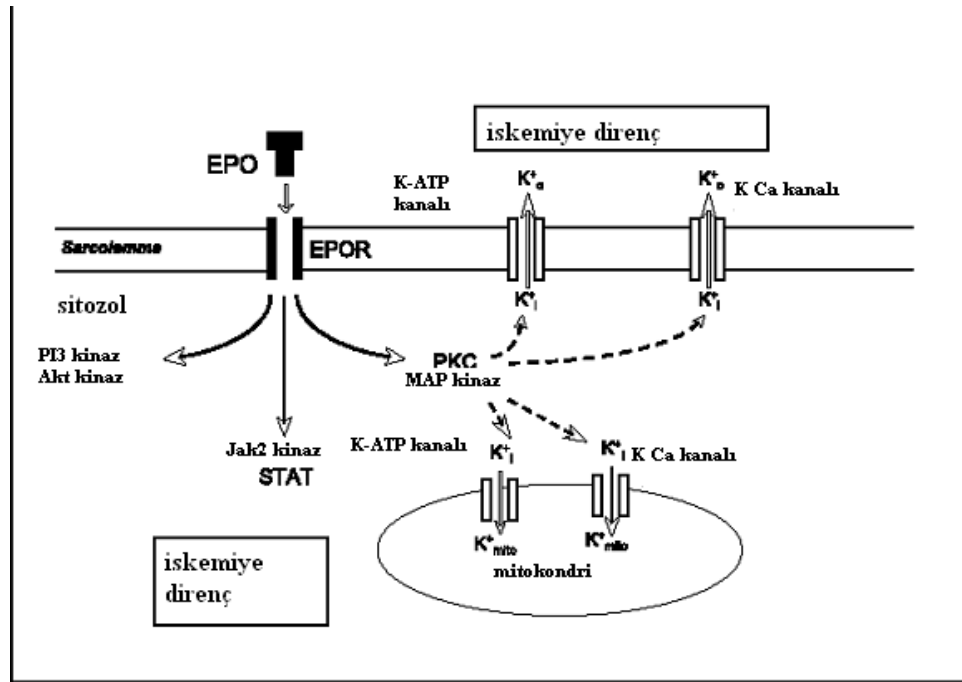 iskemiye direnç
EPO
K-ATP
kanalı
K⁺o
K⁺o
K Ca kanalı
Sarcolemme
EPOR
sitozol
K⁺i
K⁺i
PI3 kinaz
Akt kinaz
PKC
MAP kinaz
Jak2 kinaz
STAT
K-ATP kanalı
K⁺i
K⁺i
K Ca kanalı
K⁺mito
K⁺mito
mitokondri
iskemiye
direnç